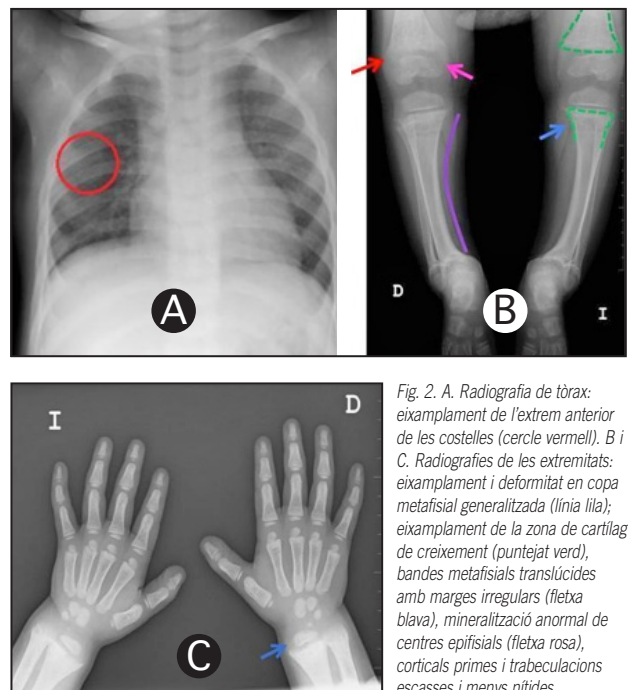 A
B
D
I
I
D
C
Fig. 2. A. Radiografia de tòrax:
eixamplament de l'extrem anterior
de les costelles (cercle vermell). B i
C. Radiografies de les extremitats:
eixamplament i deformitat en copa
metafisial generalitzada (línia lila);
eixamplament de la zona de cartílag
de creixement (puntejat verd),
bandes metafisials translúcides
amb marges irregulars (fletxa
blava), mineralització anormal de
centres epifisials (fletxa rosa),
corticals primes i trabeculacions
escasses i menys nítides